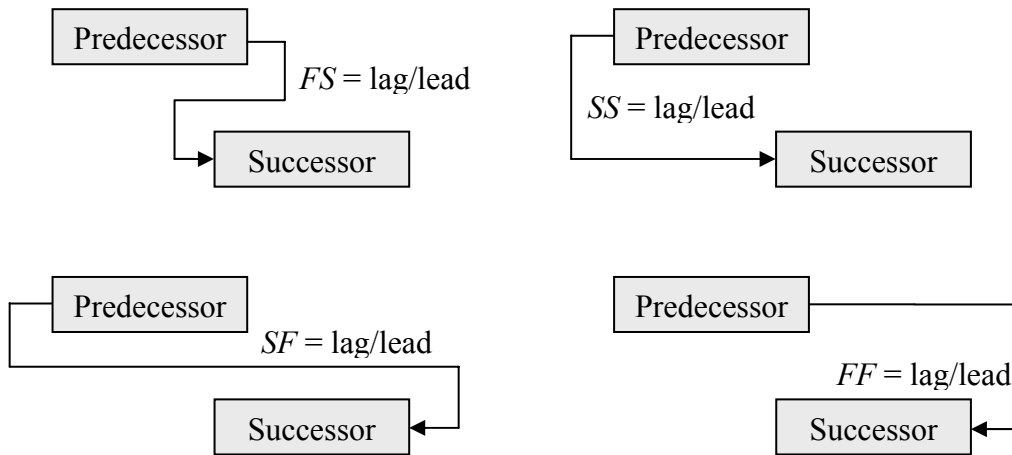 Predecessor
FS = lag/lead
Successor
Predecessor
SS = lag/lead
Successor
Predecessor
SF = lag/lead
Successor
Predecessor
FF = lag/lead
Successor